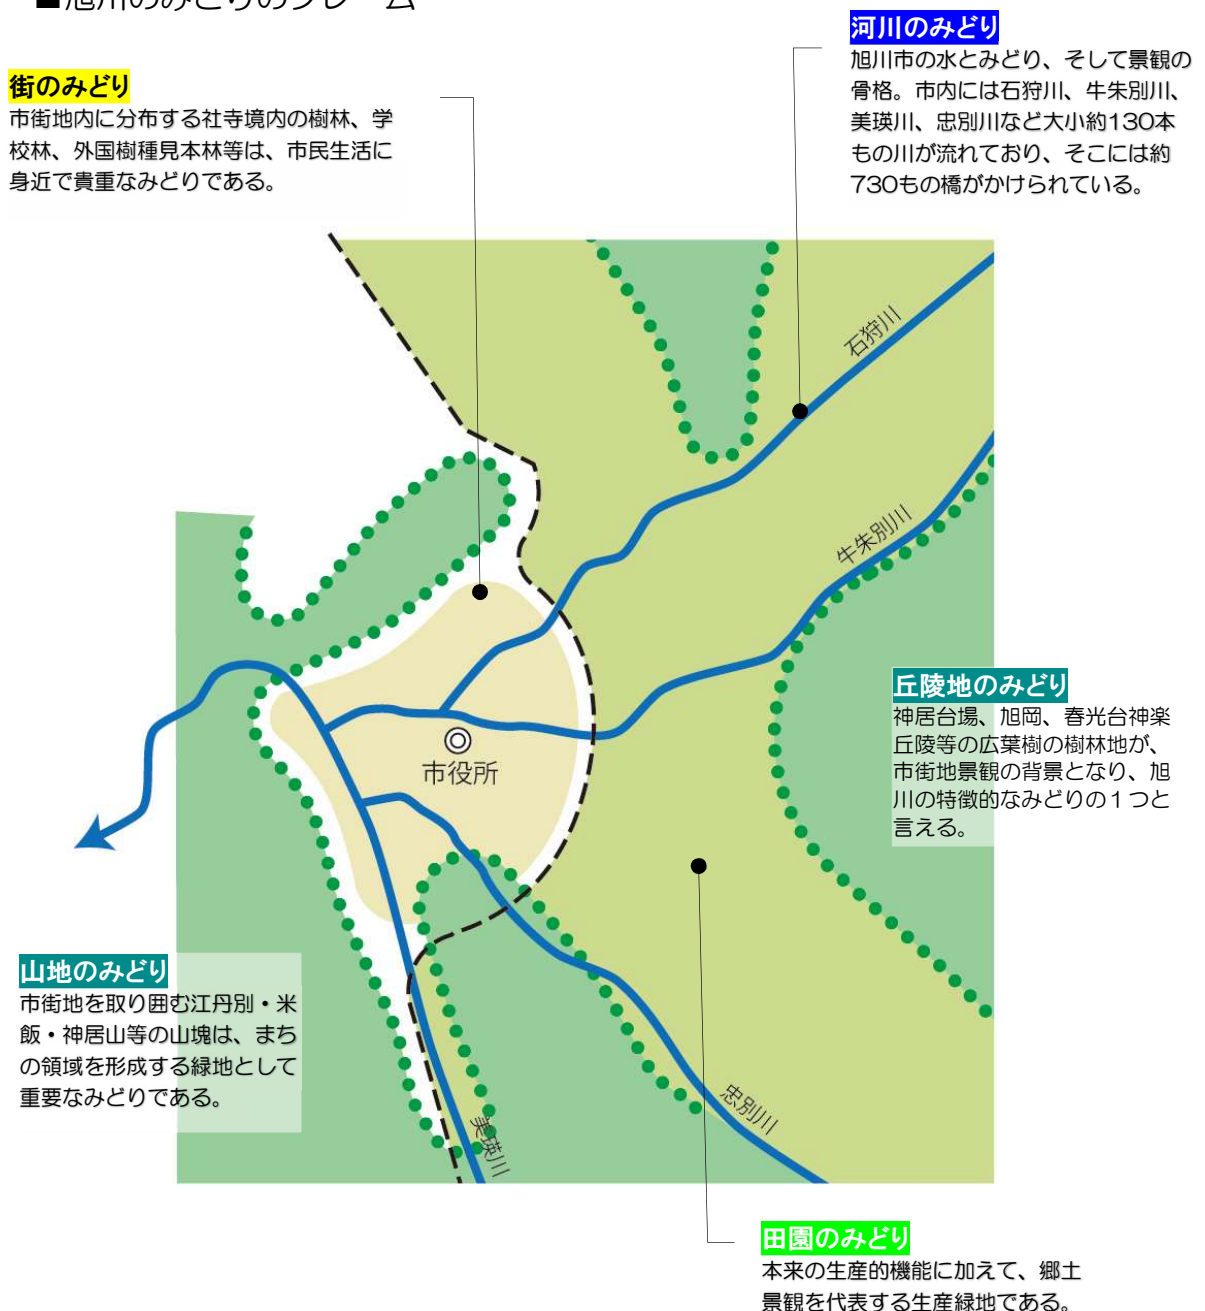 ■旭川のみどりのフレーム
河川のみどり
旭川市の水とみどり、そして景観の
骨格。市内には石狩川、牛朱別川、
美瑛川、忠別川など大小約130本
もの川が流れており、そこには約
730もの橋がかけられている。
街のみどり
市街地内に分布する社寺境内の樹林、学
校林、外国樹種見本林等は、市民生活に
身近で貴重なみどりである。
石狩川
牛朱別川
丘陵地のみどり
神居台場、旭岡、春光台神楽
丘陵等の広葉樹の樹林地が、
市街地景観の背景となり、旭
川の特徴的なみどりの１つと
言える。
市役所
山地のみどり
市街地を取り囲む江丹別・米
飯・神居山等の山塊は、まち
の領域を形成する緑地として
重要なみどりである。
忠別川
美瑛川
田園のみどり
本来の生産的機能に加えて、郷土
景観を代表する生産緑地である。